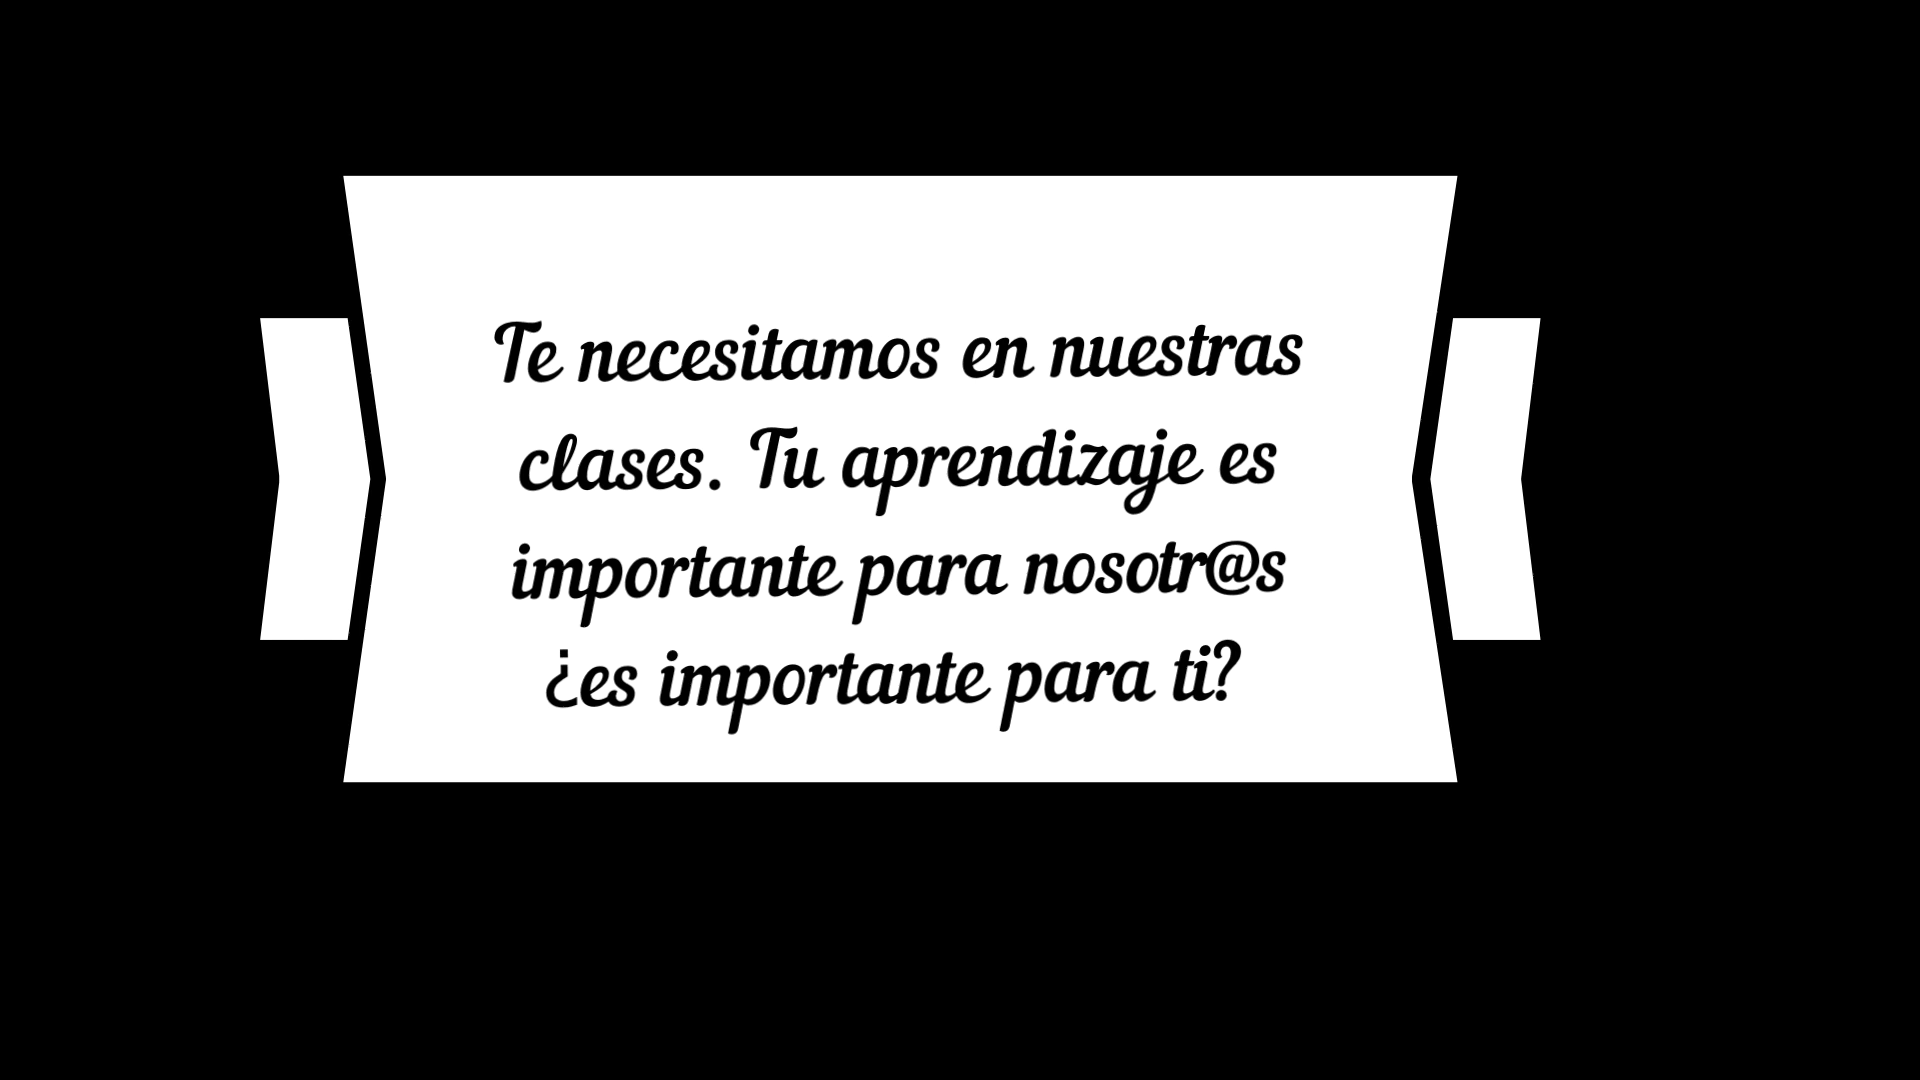 Te necesitamos en nuestras
clases. Tu aprendizaje es
importante para nosotr@s
¿es importante para ti?